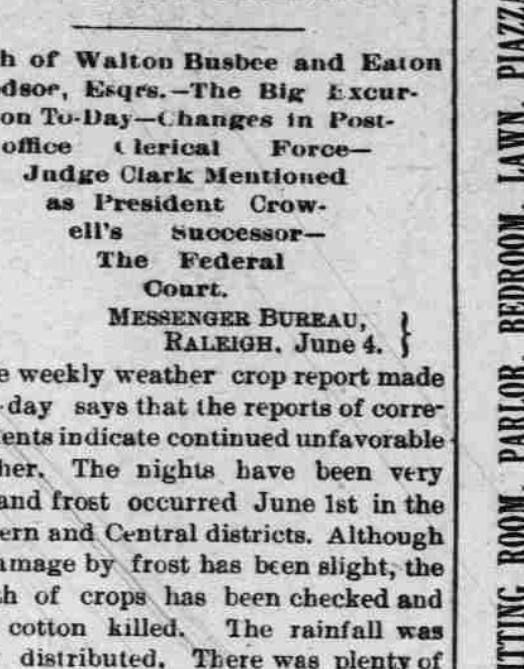 h of Walton Busbee and Eaton
dsor, Esqrs.—The Big Excur-
on To-Day—Changes in Post-
office Clerical Force—
Judge Clark Mentioned
as President Crow-
ell's Successor—
The Federal
Court.
MESSENGER BUREAU,
RALEIGH, June 4.
e weekly weather crop report made
-day says that the reports of corre-
ents indicate continued unfavorable
her. The nights have been very
and frost occurred June 1st in the
ern and Central districts. Although
amage by frost has been slight, the
th of crops has been checked and
cotton killed. The rainfall was
distributed. There was plenty of
ITTING ROOM, PARLOR, BEDROOM, LAWN, PIAZZA